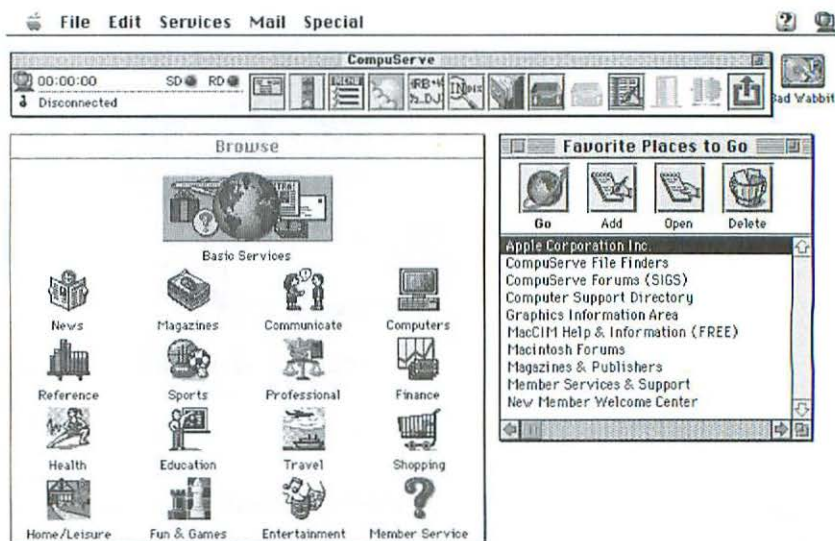 File Edit Services Mail Special
CompuServe
00:00:00 SD RD
Disconnected
Bad Wabbit
Browse
Basic Services
News Magazines Communicate Computers
Reference Sports Professional Finance
Health Education Travel Shopping
Home/Leisure Fun & Games Entertainment Member Service
Favorite Places to Go
Go Add Open Delete
Apple Corporation Inc.
CompuServe File Finders
CompuServe Forums (SIGS)
Computer Support Directory
Graphics Information Area
MacCIM Help & Information (FREE)
Macintosh Forums
Magazines & Publishers
Member Services & Support
New Member Welcome Center